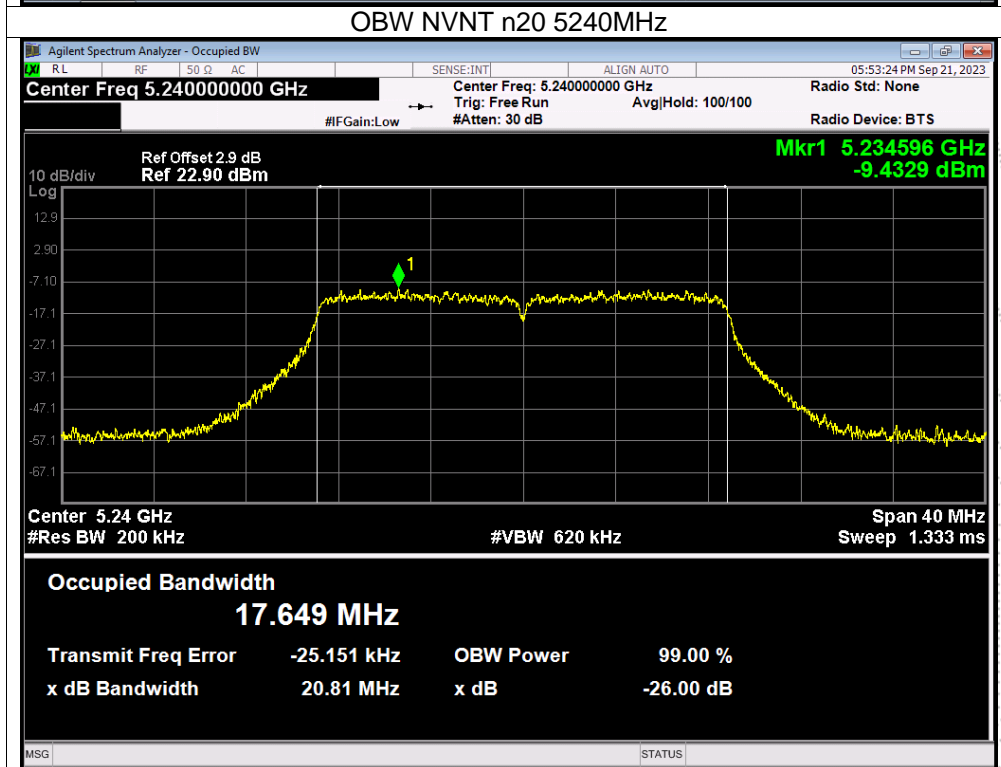 OBW NVNT n20 5240MHz
Agilent Spectrum Analyzer - Occupied BW
LXI RL RF 50 Ω AC SENSE:INT ALIGN AUTO 05:53:24 PM Sep 21, 2023
Center Freq 5.240000000 GHz Center Freq: 5.240000000 GHz Radio Std: None
Trig: Free Run Avg|Hold: 100/100
#IFGain:Low #Atten: 30 dB Radio Device: BTS
Mkr1 5.234596 GHz
-9.4329 dBm
Ref Offset 2.9 dB
10 dB/div Ref 22.90 dBm
Log
12.9
2.90
1
-7.10
-17.1
-27.1
-37.1
-47.1
-57.1
-67.1
Center 5.24 GHz Span 40 MHz
#Res BW 200 kHz #VBW 620 kHz Sweep 1.333 ms
Occupied Bandwidth
17.649 MHz
Transmit Freq Error -25.151 kHz OBW Power 99.00 %
x dB Bandwidth 20.81 MHz x dB -26.00 dB
MSG STATUS